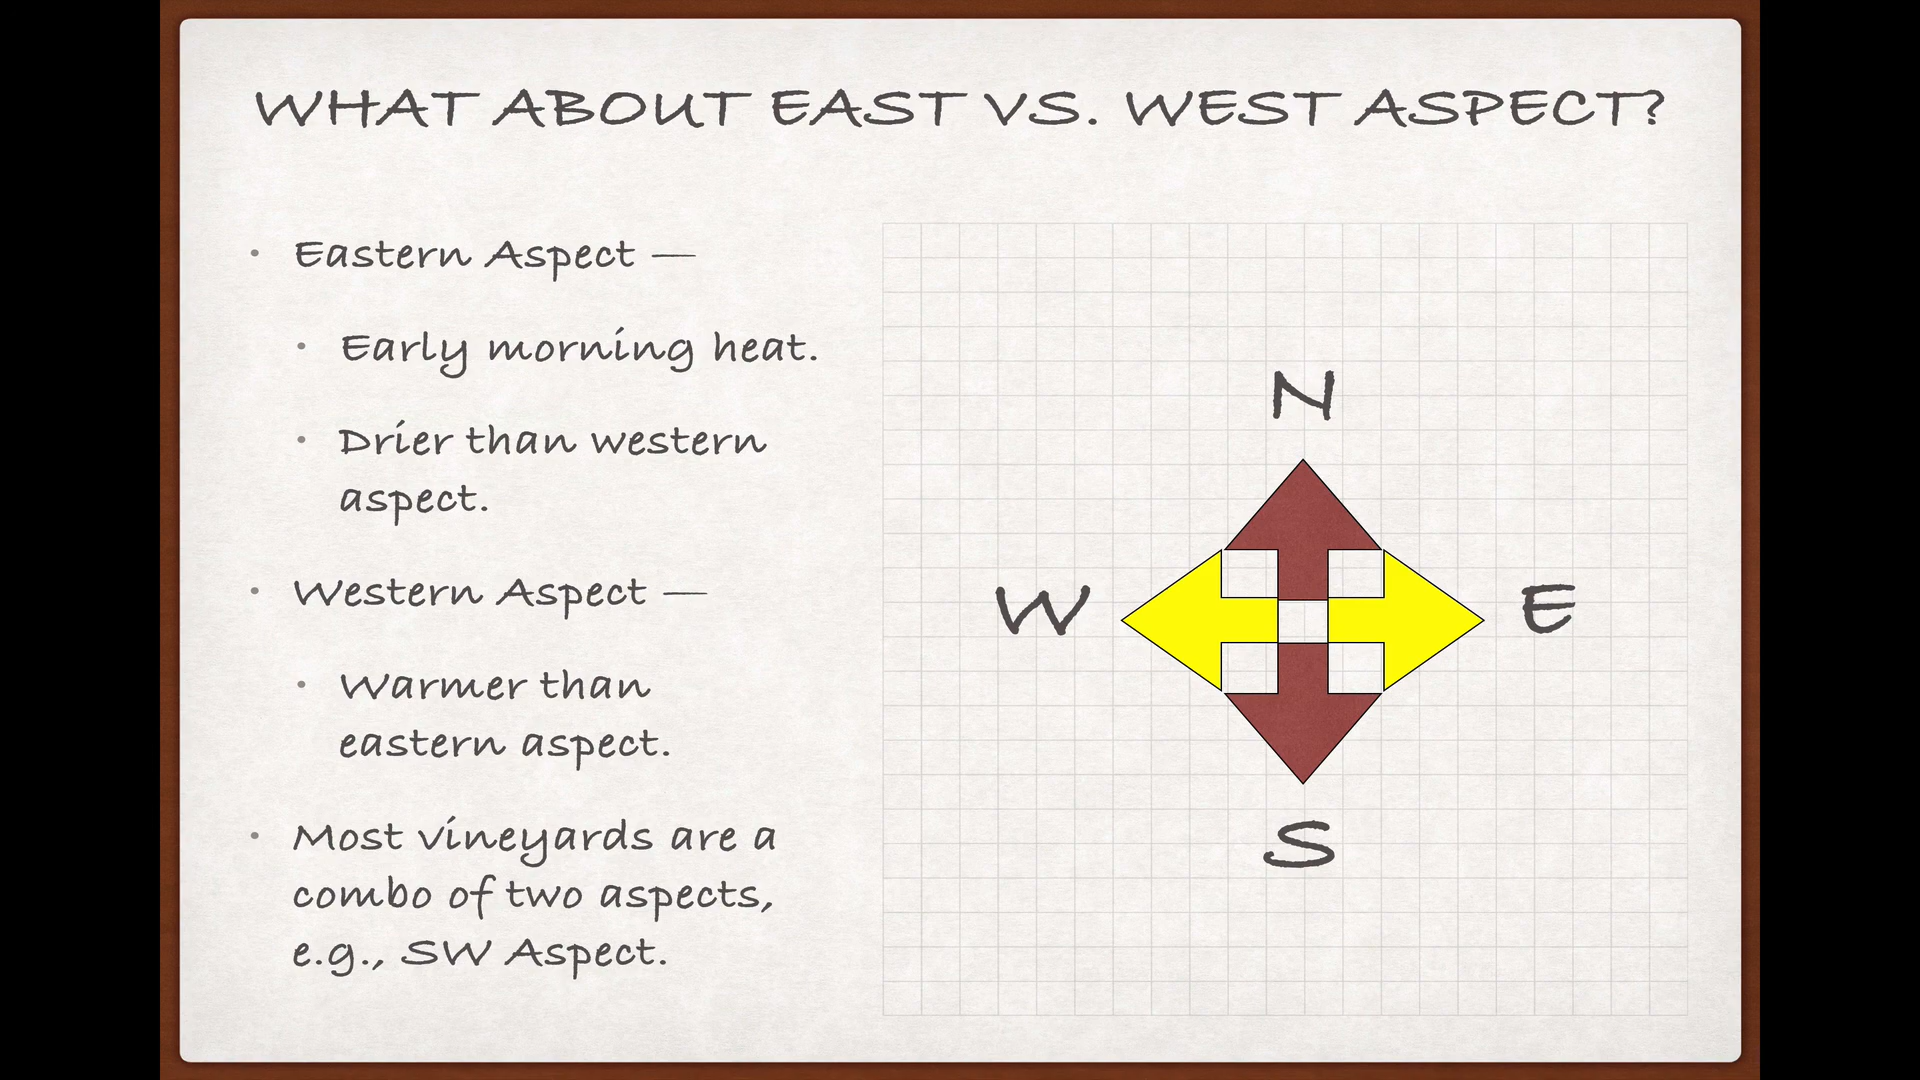 WHAT ABOUT EAST VS. WEST ASPECT?
• Eastern Aspect —
• Early morning heat.
• Drier than western
aspect.
• Western Aspect —
• Warmer than
eastern aspect.
• Most vineyards are a
combo of two aspects,
e.g., SW Aspect.
N
W
E
S